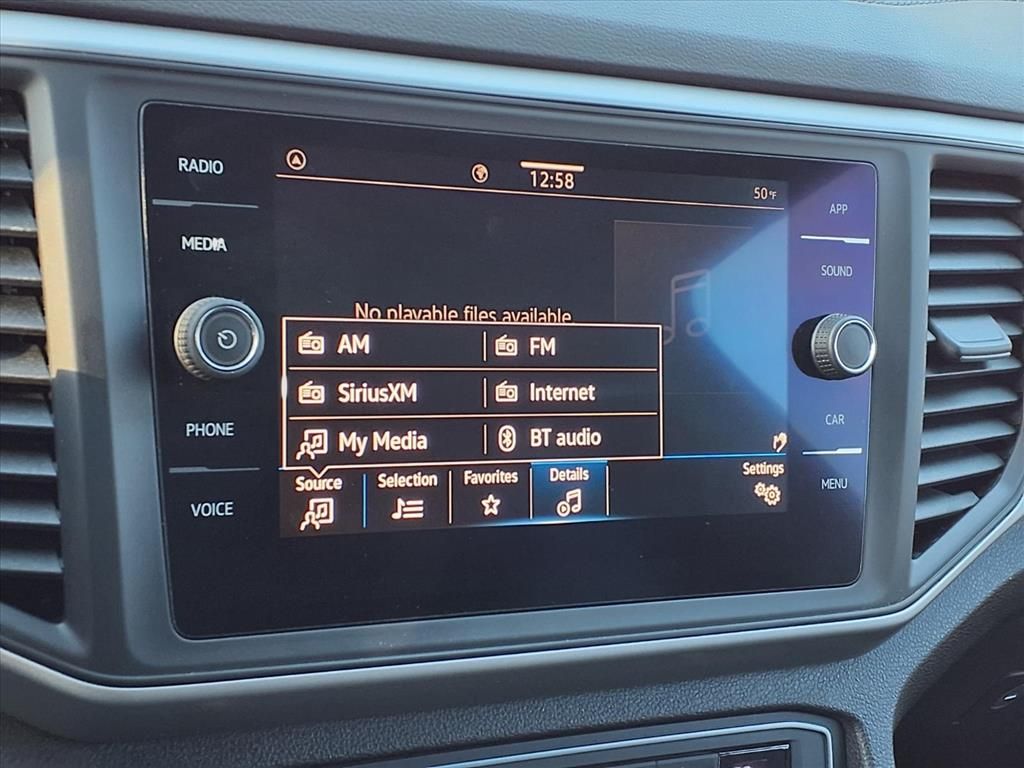 RADIO
MEDIA
PHONE
VOICE
12:58
50°F
No playable files available
AM FM
SiriusXM Internet
My Media BT audio
Source Selection Favorites Details Settings
APP
SOUND
CAR
MENU